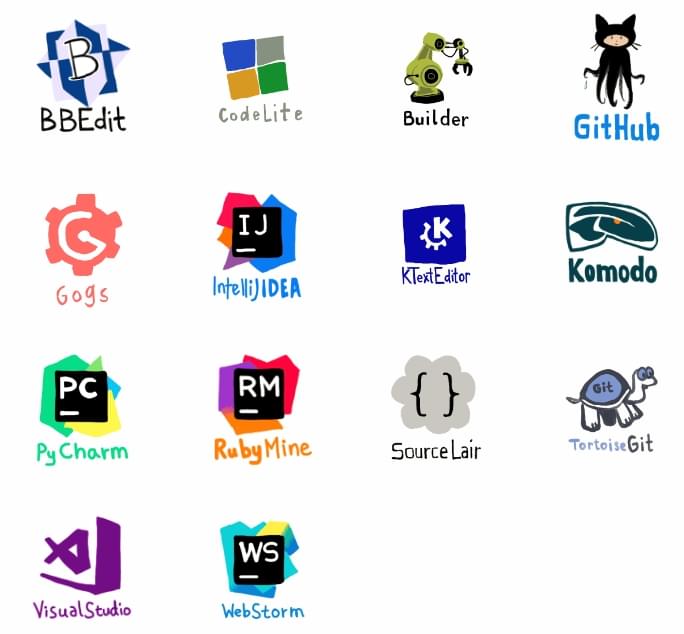 B
BBEdit
CodeLite
Builder
GitHub
G
Gogs
IJ
IntelliJIDEA
K
KTextEditor
Komodo
PC
PyCharm
RM
RubyMine
{ }
SourceLair
Git
TortoiseGit
VisualStudio
WS
WebStorm